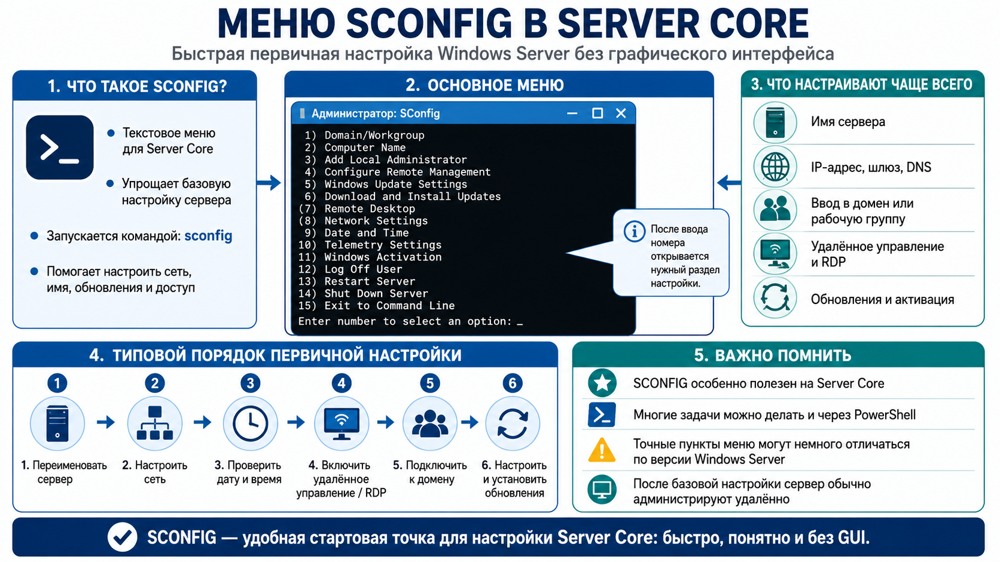 МЕНЮ SCONFIG В SERVER CORE
Быстрая первичная настройка Windows Server без графического интерфейса
1. ЧТО ТАКОЕ SCONFIG?
Текстовое меню
для Server Core
Упрощает базовую
настройку сервера
Запускается командой: sconfig
Помогает настроить сеть,
имя, обновления и доступ
2. ОСНОВНОЕ МЕНЮ
Администратор: SConfig
1) Domain/Workgroup
2) Computer Name
3) Add Local Administrator
4) Configure Remote Management
5) Windows Update Settings
6) Download and Install Updates
(7) Remote Desktop
(8) Network Settings
9) Date and Time
10) Telemetry Settings
11) Windows Activation
12) Log Off User
13) Restart Server
14) Shut Down Server
15) Exit to Command Line
Enter number to select an option: _
После ввода
номера
открывается
нужный раздел
настройки.
3. ЧТО НАСТРАИВАЮТ ЧАЩЕ ВСЕГО
Имя сервера
IP-адрес, шлюз, DNS
Ввод в домен или
рабочую группу
Удалённое управление
и RDP
Обновления и активация
4. ТИПОВОЙ ПОРЯДОК ПЕРВИЧНОЙ НАСТРОЙКИ
1
1. Переименовать
сервер
2
2. Настроить
сеть
3
3. Проверить
дату и время
4
4. Включить
удалённое
управление / RDP
5
5. Подключить
к домену
6
6. Настроить
и установить
обновления
5. ВАЖНО ПОМНИТЬ
SCONFIG особенно полезен на Server Core
Многие задачи можно делать и через PowerShell
Точные пункты меню могут немного отличаться
по версии Windows Server
После базовой настройки сервер обычно
администрируют удалённо
SCONFIG — удобная стартовая точка для настройки Server Core: быстро, понятно и без GUI.